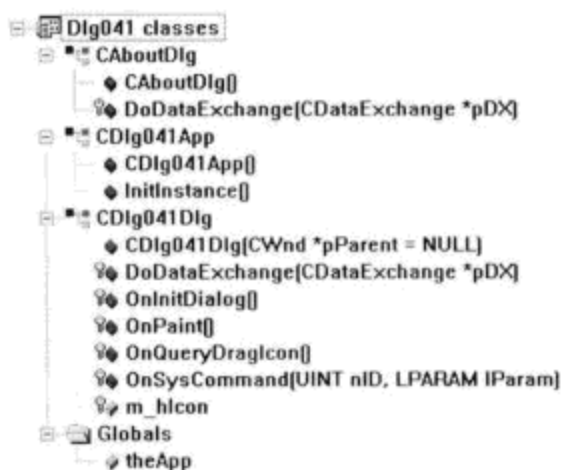 Dlg041 classes
CAboutDlg
CAboutDlg()
DoDataExchange(CDataExchange *pDX)
CDlg041App
CDlg041App()
InitInstance()
CDlg041Dlg
CDlg041Dlg(CWnd *pParent = NULL)
DoDataExchange(CDataExchange *pDX)
OnInitDialog()
OnPaint()
OnQueryDragIcon()
OnSysCommand(UINT nID, LPARAM lParam)
m_hIcon
Globals
theApp